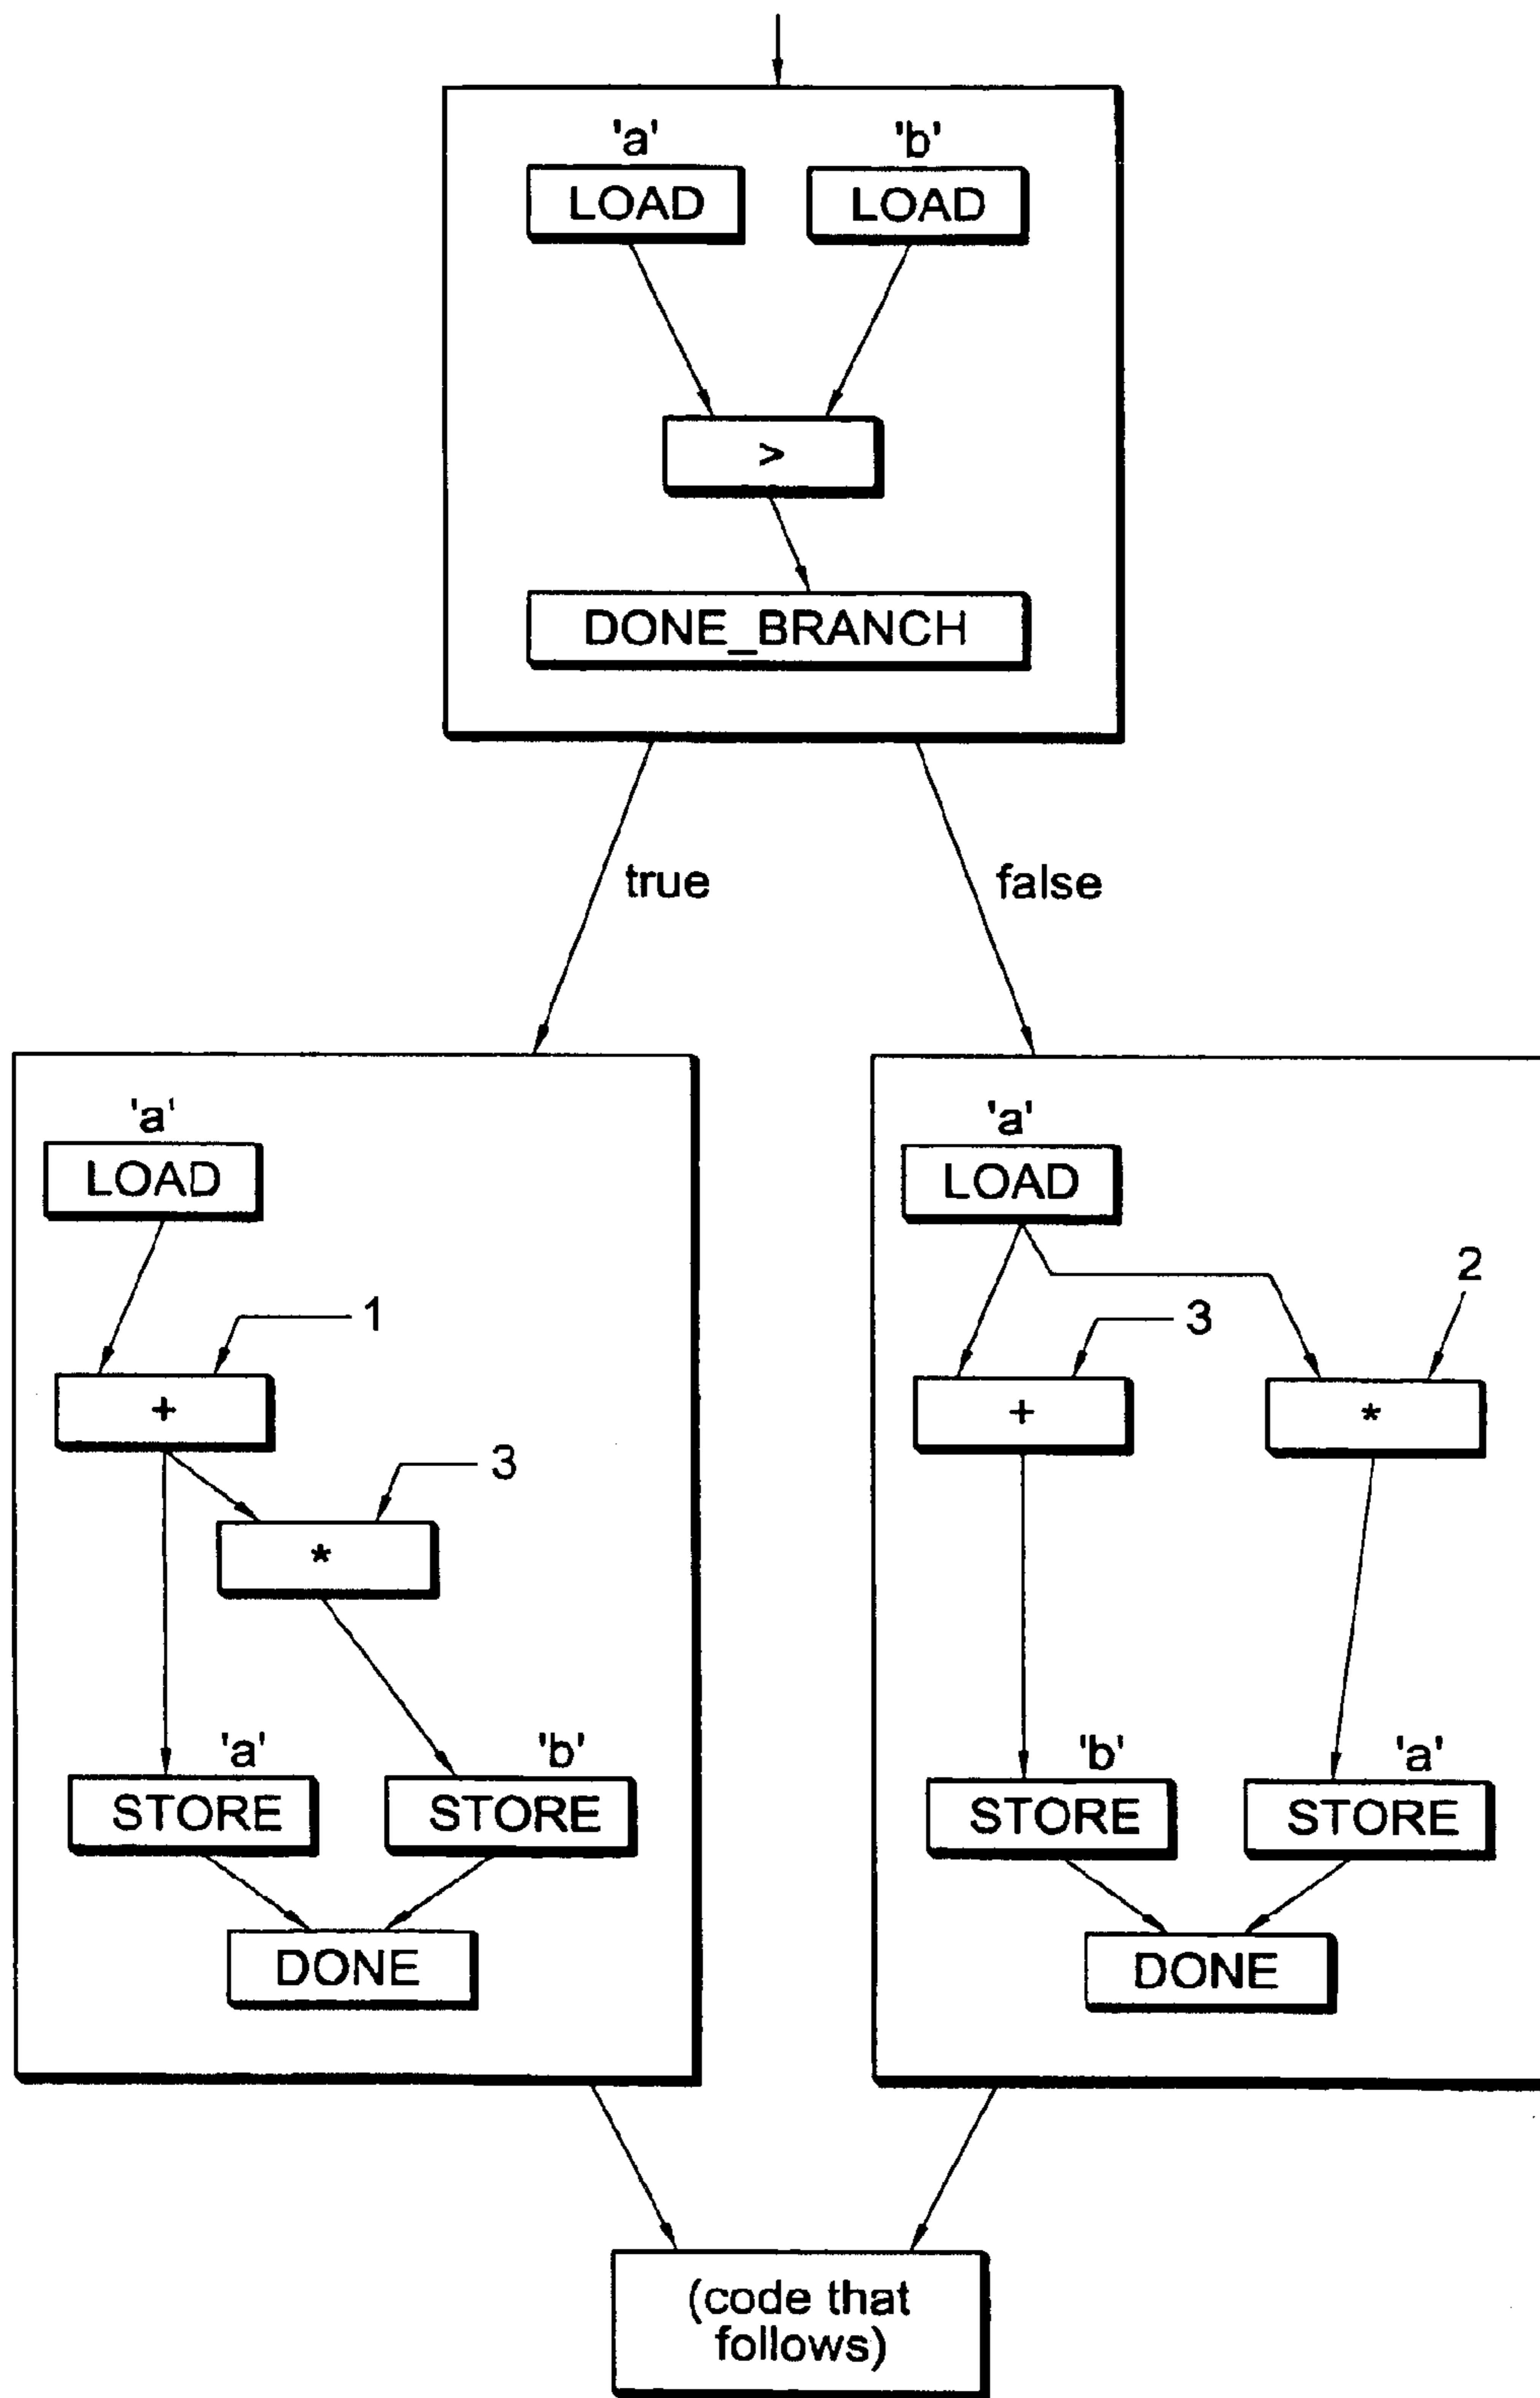 'a' 'b'
LOAD LOAD
>
DONE_BRANCH
true false
'a'
LOAD
1
+
3
*
'a' 'b'
STORE STORE
DONE
'a'
LOAD
2
3
+ *
'b' 'a'
STORE STORE
DONE
(code that
follows)